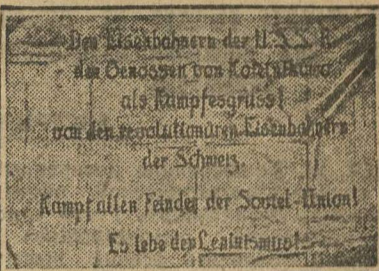 Den Eisenbahnern der U.S.S.R.
den Genossen von
als Kampfesgruss!
von den revolutionären Eisenbahnern
der Schweiz.
Kampf allen Feinden der Sowiet-Union!
Es lebe der Leninismus!